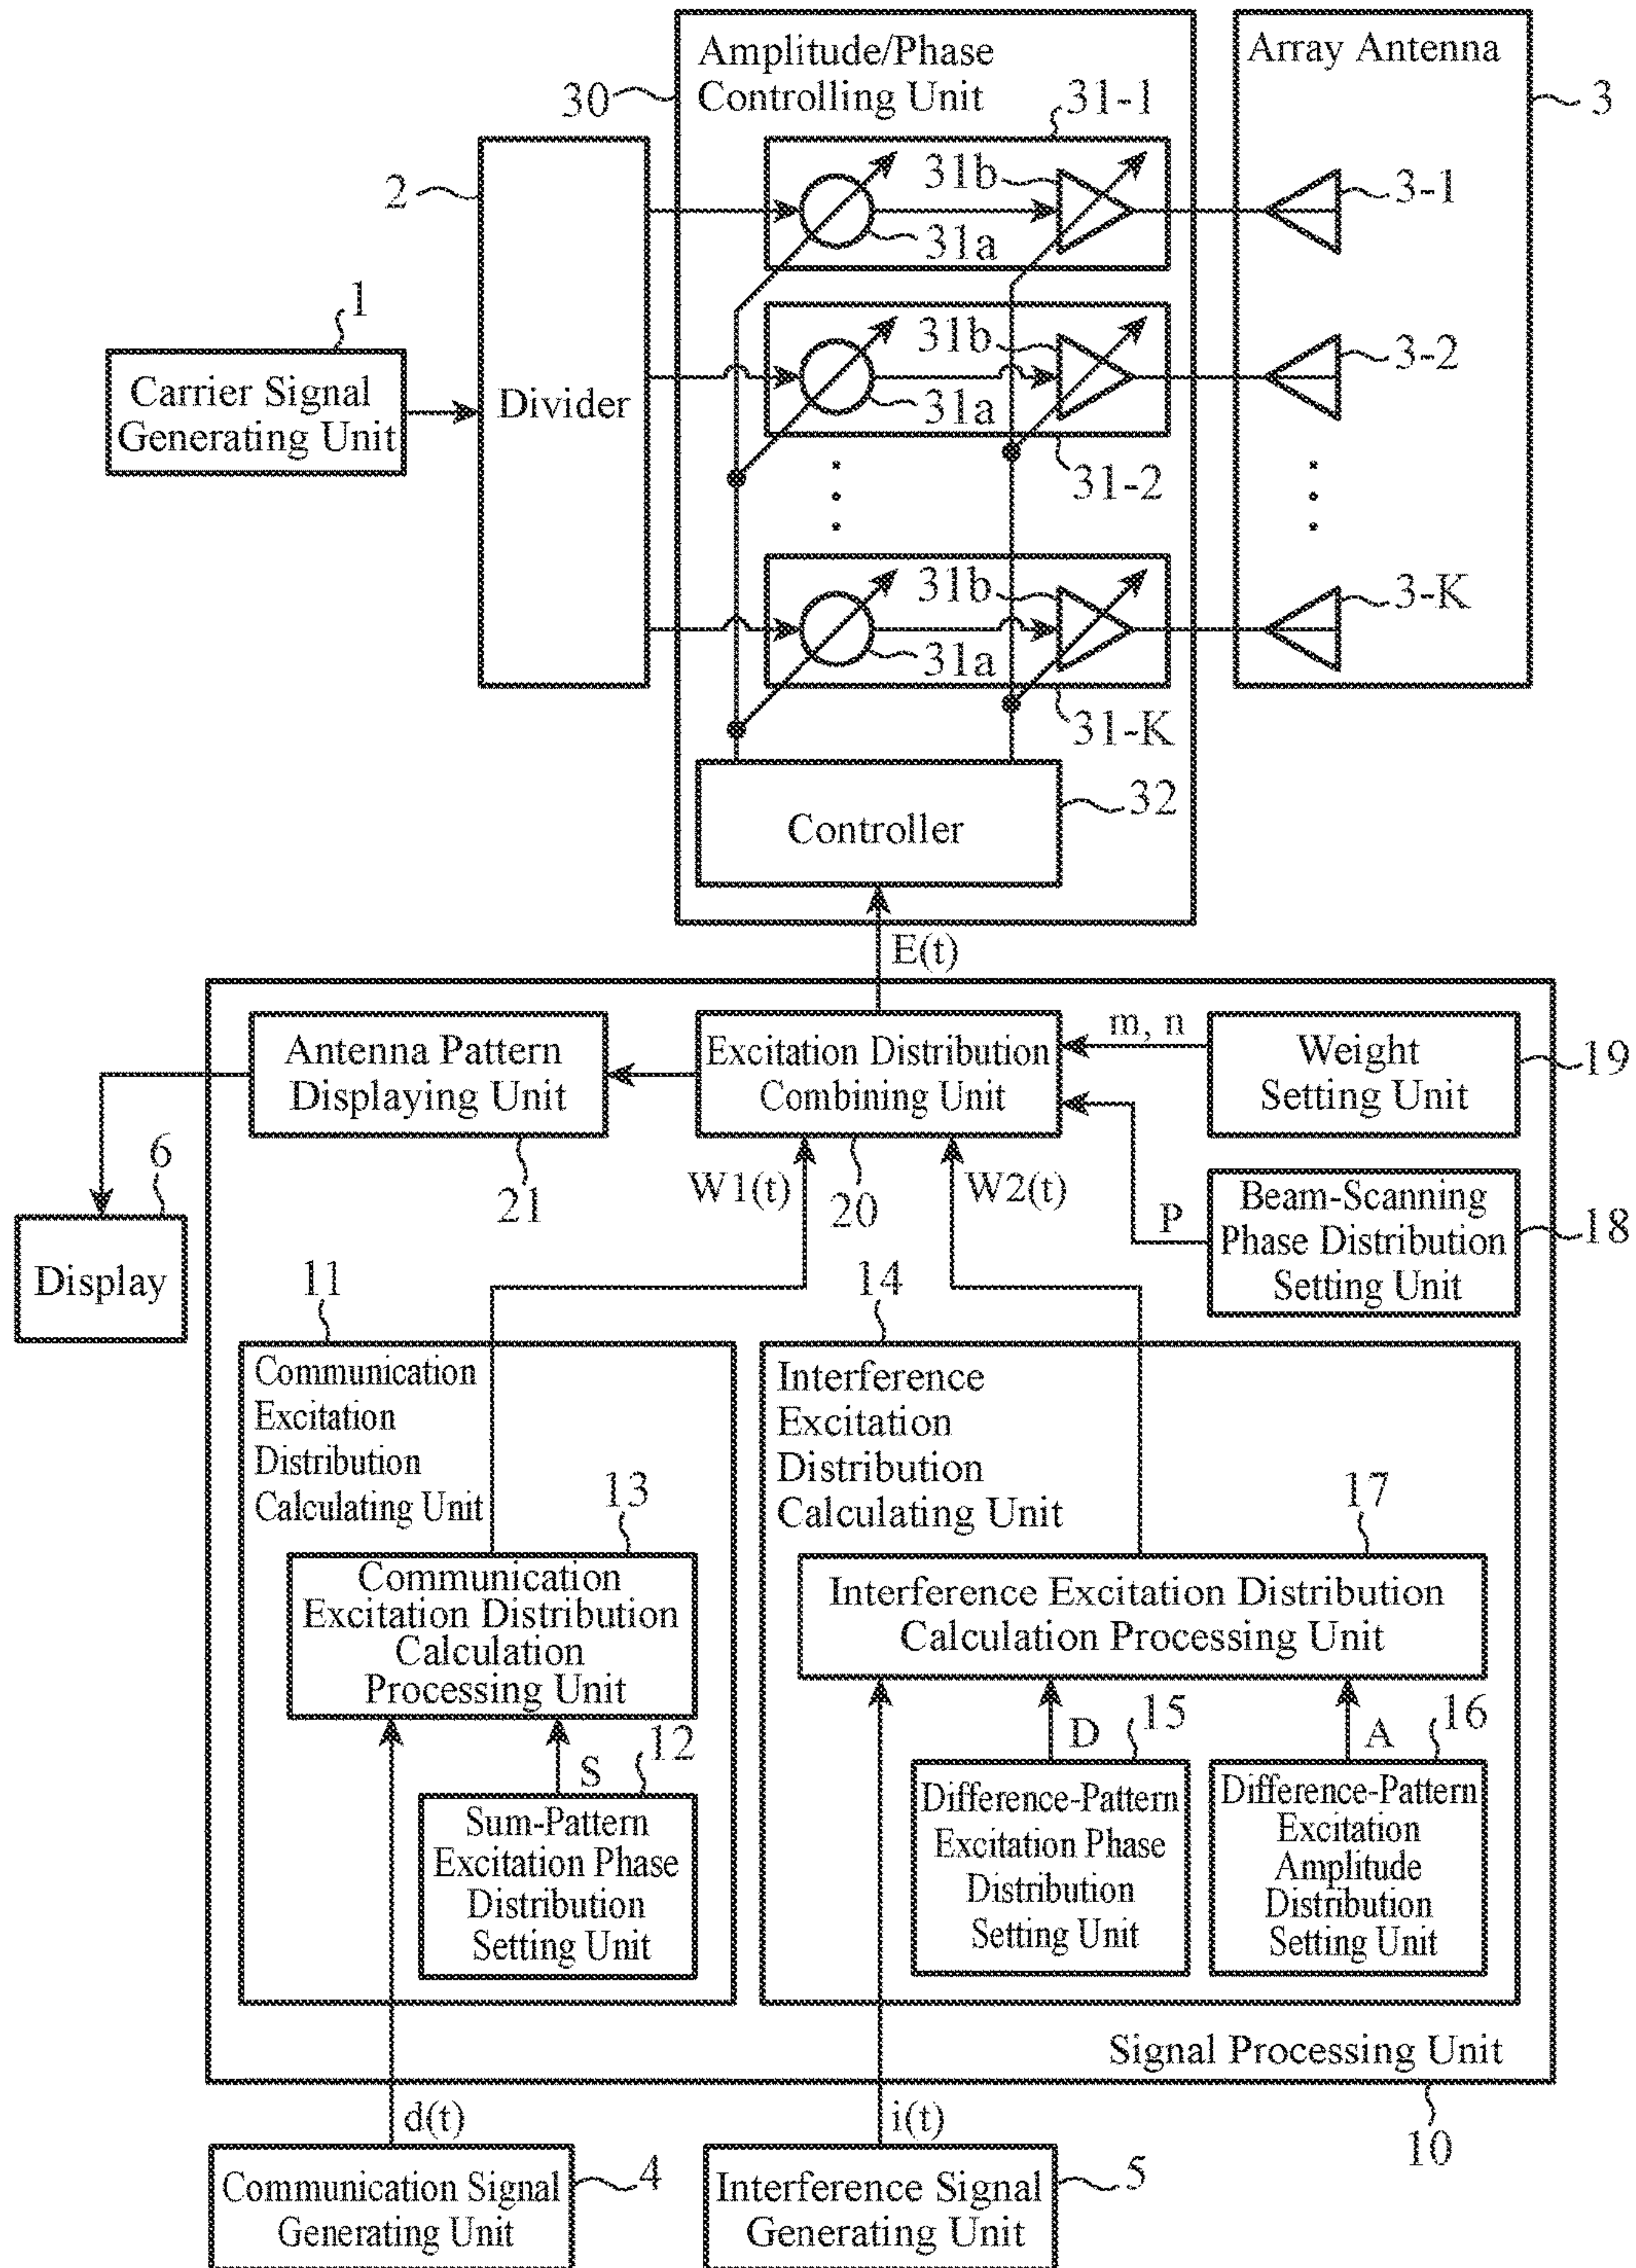 Amplitude/Phase
Controlling Unit
Array Antenna
30
3
31-1
2
31b
3-1
31a
1
31b
3-2
Carrier Signal
Generating Unit
Divider
31a
31-2
31b
3-K
31a
31-K
32
Controller
E(t)
Antenna Pattern
Displaying Unit
Excitation Distribution
Combining Unit
m, n
Weight
Setting Unit
19
6
21
W1(t)
20
W2(t)
P
Beam-Scanning
Phase Distribution
Setting Unit
18
Display
11
14
Communication
Excitation
Distribution
Calculating Unit
Interference
Excitation
Distribution
Calculating Unit
13
17
Communication
Excitation Distribution
Calculation
Processing Unit
Interference Excitation Distribution
Calculation Processing Unit
S
12
D
15
A
16
Sum-Pattern
Excitation Phase
Distribution
Setting Unit
Difference-Pattern
Excitation Phase
Distribution
Setting Unit
Difference-Pattern
Excitation
Amplitude
Distribution
Setting Unit
Signal Processing Unit
10
d(t)
i(t)
Communication Signal
Generating Unit
4
Interference Signal
Generating Unit
5